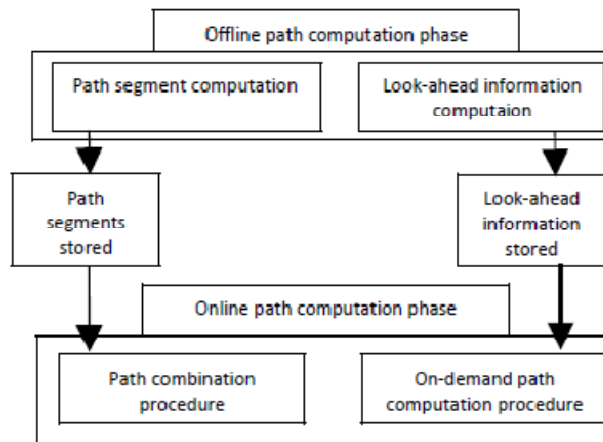 Offline path computation phase
Path segment computation
Look-ahead information
computaion
Path
segments
stored
Look-ahead
information
stored
Online path computation phase
Path combination
procedure
On-demand path
computation procedure